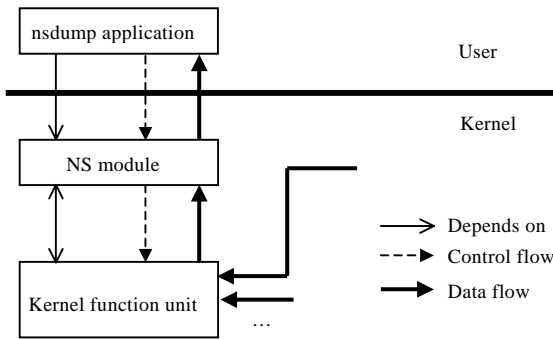 nsdump application
User
Kernel
NS module
Depends on
Control flow
Data flow
Kernel function unit
...